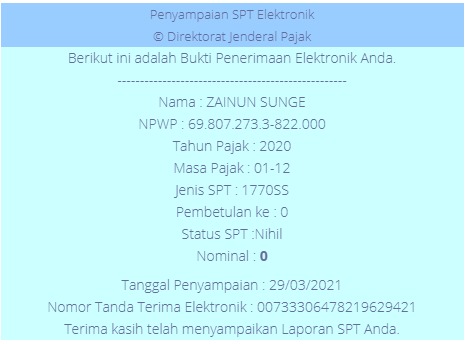 Penyampaian SPT Elektronik
© Direktorat Jenderal Pajak
Berikut ini adalah Bukti Penerimaan Elektronik Anda.
---------------------------------------------------
Nama : ZAINUN SUNGE
NPWP : 69.807.273.3-822.000
Tahun Pajak : 2020
Masa Pajak : 01-12
Jenis SPT : 1770SS
Pembetulan ke : 0
Status SPT :Nihil
Nominal : 0
Tanggal Penyampaian : 29/03/2021
Nomor Tanda Terima Elektronik : 00733306478219629421
Terima kasih telah menyampaikan Laporan SPT Anda.